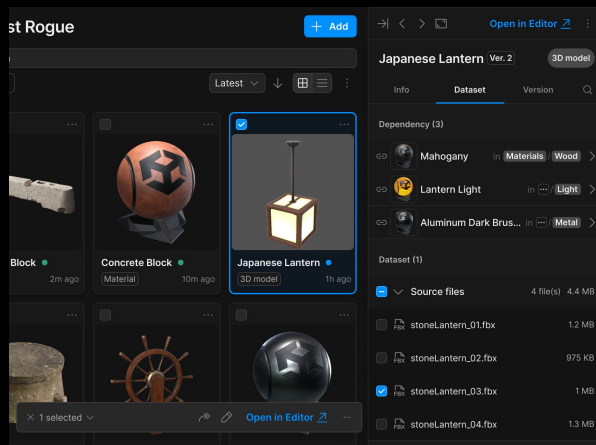 st Rogue
+ Add
Latest
Block
2m ago
Concrete Block
Material
10m ago
Japanese Lantern
3D model
1h ago
1 selected
Open in Editor
Open in Editor
Japanese Lantern Ver. 2
3D model
Info Dataset Version
Dependency (3)
Mahogany in Materials / Wood
Lantern Light in ... / Light
Aluminum Dark Brus... in ... / Metal
Dataset (1)
Source files 4 file(s) 4.4 MB
FBX stoneLantern_01.fbx 1.2 MB
FBX stoneLantern_02.fbx 975 KB
FBX stoneLantern_03.fbx 1 MB
FBX stoneLantern_04.fbx 1.3 MB